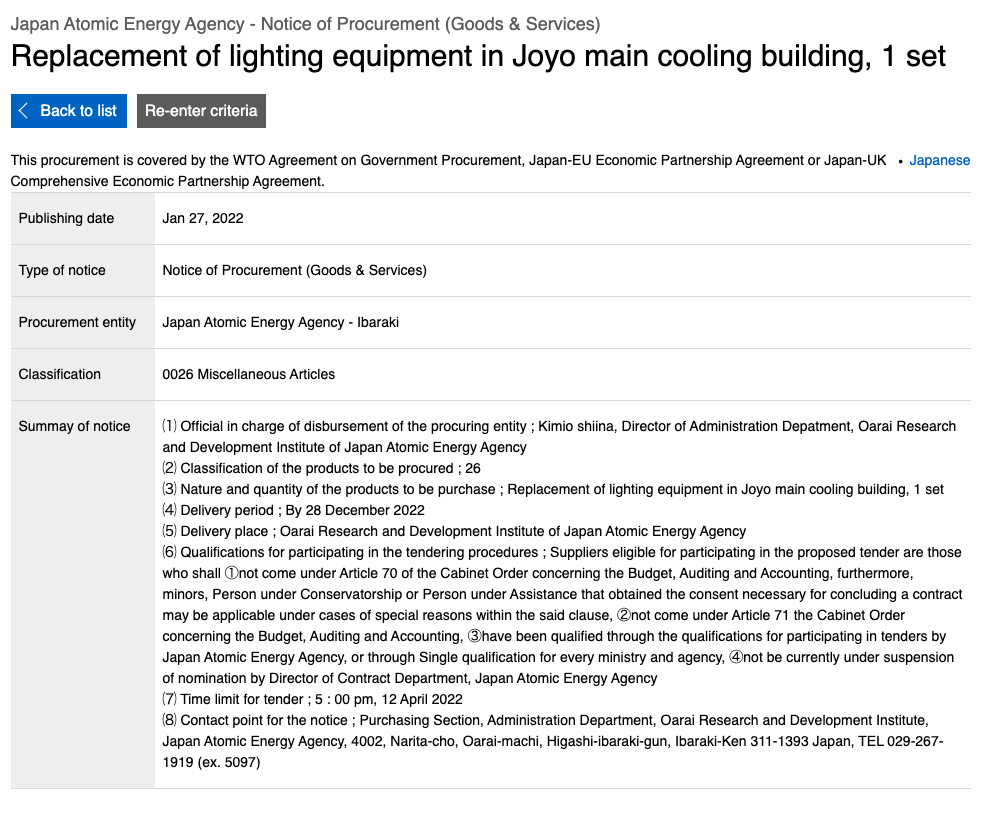 Japan Atomic Energy Agency - Notice of Procurement (Goods & Services)
Replacement of lighting equipment in Joyo main cooling building, 1 set
Back to list
Re-enter criteria
This procurement is covered by the WTO Agreement on Government Procurement, Japan-EU Economic Partnership Agreement or Japan-UK
Comprehensive Economic Partnership Agreement.
• Japanese
Publishing date
Jan 27, 2022
Type of notice
Notice of Procurement (Goods & Services)
Procurement entity
Japan Atomic Energy Agency - Ibaraki
Classification
0026 Miscellaneous Articles
Summay of notice
⑴ Official in charge of disbursement of the procuring entity ; Kimio shiina, Director of Administration Depatment, Oarai Research
and Development Institute of Japan Atomic Energy Agency
⑵ Classification of the products to be procured ; 26
⑶ Nature and quantity of the products to be purchase ; Replacement of lighting equipment in Joyo main cooling building, 1 set
⑷ Delivery period ; By 28 December 2022
⑸ Delivery place ; Oarai Research and Development Institute of Japan Atomic Energy Agency
⑹ Qualifications for participating in the tendering procedures ; Suppliers eligible for participating in the proposed tender are those
who shall ①not come under Article 70 of the Cabinet Order concerning the Budget, Auditing and Accounting, furthermore,
minors, Person under Conservatorship or Person under Assistance that obtained the consent necessary for concluding a contract
may be applicable under cases of special reasons within the said clause, ②not come under Article 71 the Cabinet Order
concerning the Budget, Auditing and Accounting, ③have been qualified through the qualifications for participating in tenders by
Japan Atomic Energy Agency, or through Single qualification for every ministry and agency, ④not be currently under suspension
of nomination by Director of Contract Department, Japan Atomic Energy Agency
⑺ Time limit for tender ; 5 : 00 pm, 12 April 2022
⑻ Contact point for the notice ; Purchasing Section, Administration Department, Oarai Research and Development Institute,
Japan Atomic Energy Agency, 4002, Narita-cho, Oarai-machi, Higashi-ibaraki-gun, Ibaraki-Ken 311-1393 Japan, TEL 029-267-
1919 (ex. 5097)